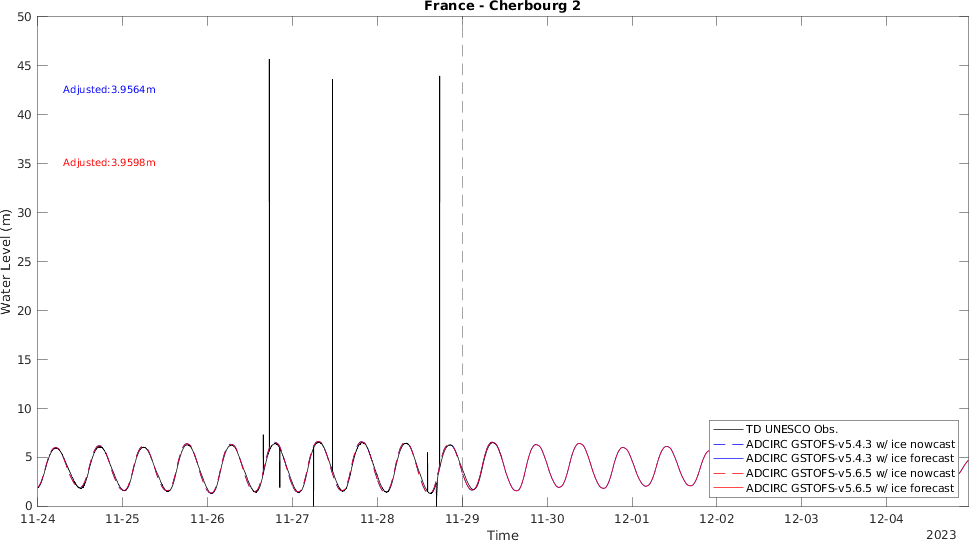 France - Cherbourg 2
50
45
40
35
30
25
20
15
10
5
0
Water Level (m)
Adjusted:3.9564m
Adjusted:3.9598m
TD UNESCO Obs.
ADCIRC GSTOFS-v5.4.3 w/ ice nowcast
ADCIRC GSTOFS-v5.4.3 w/ ice forecast
ADCIRC GSTOFS-v5.6.5 w/ ice nowcast
ADCIRC GSTOFS-v5.6.5 w/ ice forecast
11-24 11-25 11-26 11-27 11-28 11-29 11-30 12-01 12-02 12-03 12-04
Time
2023